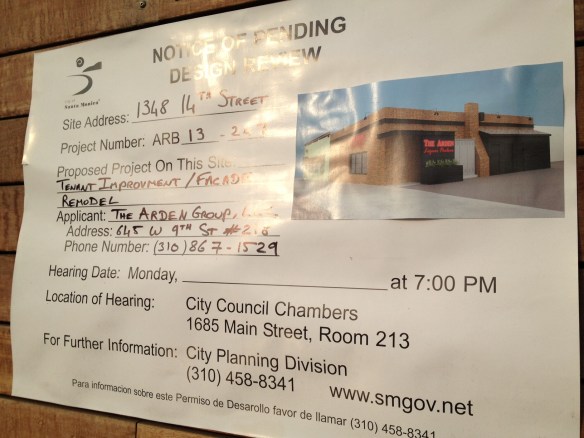 NOTICE OF PENDING
DESIGN REVIEW
Santa Monica
Site Address: 1348 14TH STREET
Project Number: ARB 13 -
Proposed Project On This Site:
TENANT IMPROVMENT / FACADE
REMODEL
Applicant: THE ARDEN GROUP,
Address: 645 W 9TH ST
Phone Number: (310) 867-1529
THE ARDEN
Hearing Date: Monday, at 7:00 PM
Location of Hearing: City Council Chambers
1685 Main Street, Room 213
For Further Information: City Planning Division
(310) 458-8341 www.smgov.net
Para informacion sobre este Permiso de Desarollo favor de llamar (310) 458-8341